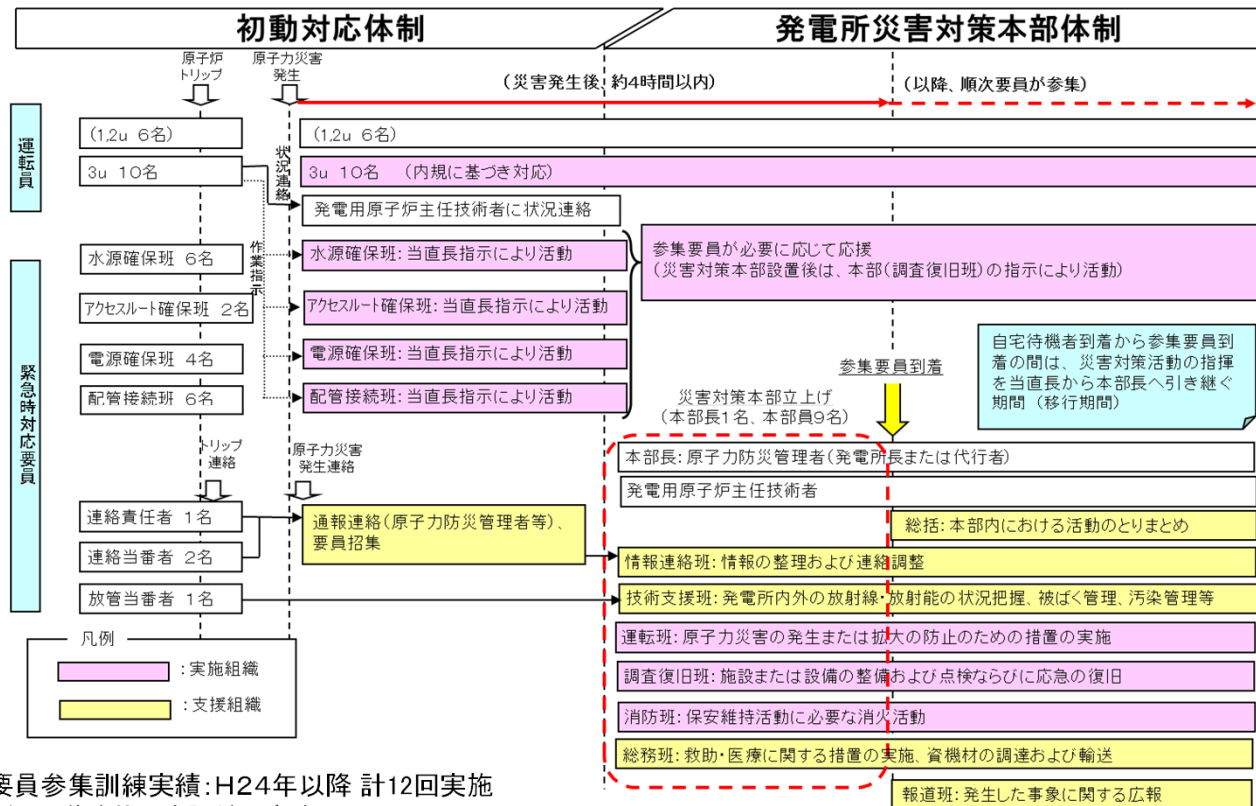 初動対応体制
発電所災害対策本部体制
原子炉
トリップ
原子力災害
発生
(災害発生後、約4時間以内)
(以降、順次要員が参集)
運転員
(1,2u 6名)
3u 10名
状況連絡
(1,2u 6名)
3u 10名 (内規に基づき対応)
発電用原子炉主任技術者に状況連絡
緊急時対応要員
水源確保班 6名
アクセスルート確保班 2名
電源確保班 4名
配管接続班 6名
作業指示
水源確保班:当直長指示により活動
アクセスルート確保班:当直長指示により活動
電源確保班:当直長指示により活動
配管接続班:当直長指示により活動
参集要員が必要に応じて応援
(災害対策本部設置後は、本部(調査復旧班)の指示により活動)
自宅待機者到着から参集要員到
着の間は、災害対策活動の指揮
を当直長から本部長へ引き継ぐ
期間(移行期間)
参集要員到着
災害対策本部立上げ
(本部長1名、本部員9名)
トリップ
連絡
原子力災害
発生連絡
連絡責任者 1名
連絡当番者 2名
放管当番者 1名
通報連絡(原子力防災管理者等)、
要員招集
本部長:原子力防災管理者(発電所長または代行者)
発電用原子炉主任技術者
総括:本部内における活動のとりまとめ
情報連絡班:情報の整理および連絡調整
技術支援班:発電所内外の放射線・放射能の状況把握、被ばく管理、汚染管理等
運転班:原子力災害の発生または拡大の防止のための措置の実施
調査復旧班:施設または設備の整備および点検ならびに応急の復旧
消防班:保安維持活動に必要な消火活動
総務班:救助・医療に関する措置の実施、資機材の調達および輸送
報道班:発生した事象に関する広報
凡例
:実施組織
:支援組織
要員参集訓練実績:H24年以降 計12回実施